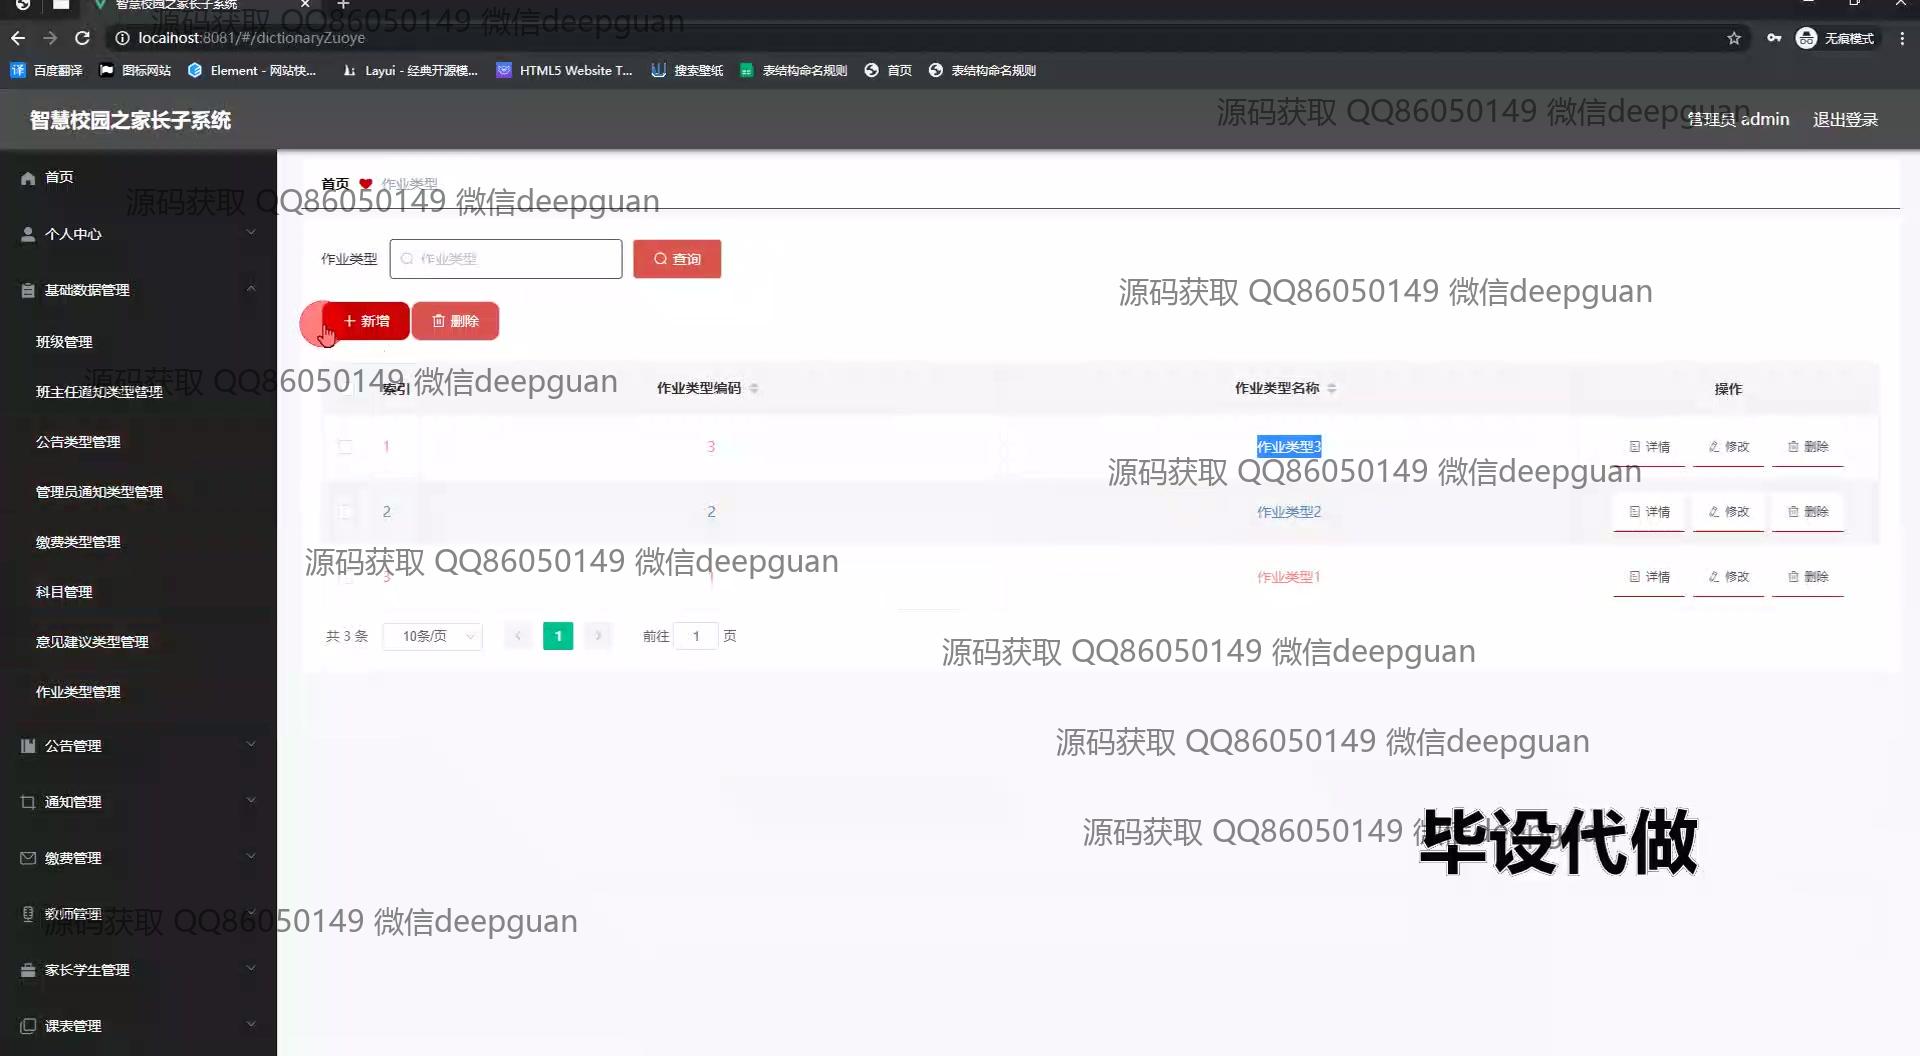 智慧校园之家长子系统
源码获取 QQ86050149 微信deepguan
localhost:8081/#/dictionaryZuoye
无痕模式
百度翻译
图标网站
Element - 网站快...
Layui - 经典开源模...
HTML5 Website T...
搜索壁纸
表结构命名规则
首页
表结构命名规则
智慧校园之家长子系统
源码获取 QQ86050149 微信deepguan
管理员 admin
退出登录
首页
个人中心
基础数据管理
班级管理
班主任通知类型管理
公告类型管理
管理员通知类型管理
缴费类型管理
科目管理
意见建议类型管理
作业类型管理
公告管理
通知管理
缴费管理
教师管理
家长学生管理
课表管理
首页 作业类型
源码获取 QQ86050149 微信deepguan
作业类型 作业类型 查询
源码获取 QQ86050149 微信deepguan
新增 删除
源码获取 QQ86050149 微信deepguan
索引 作业类型编码 作业类型名称 操作
1 3 作业类型3 详情 修改 删除
源码获取 QQ86050149 微信deepguan
2 2 作业类型2 详情 修改 删除
源码获取 QQ86050149 微信deepguan
3 1 作业类型1 详情 修改 删除
共 3 条 10条/页 1 前往 1 页
源码获取 QQ86050149 微信deepguan
源码获取 QQ86050149 微信deepguan
源码获取 QQ86050149 微信deepguan
毕设代做
源码获取 QQ86050149 微信deepguan